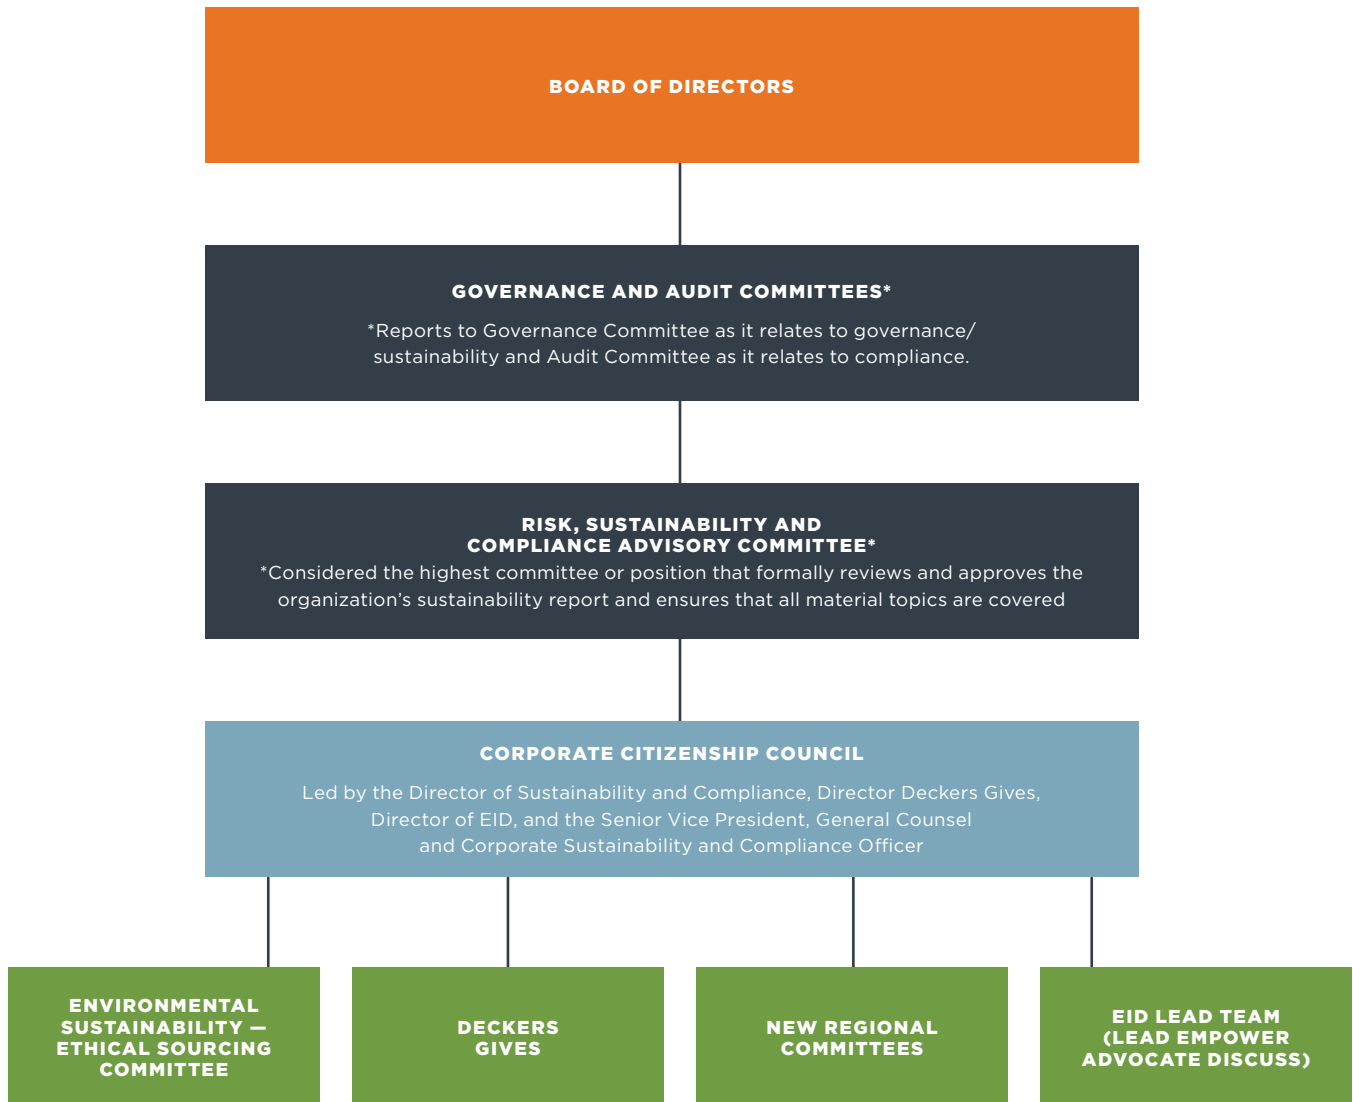 BOARD OF DIRECTORS
GOVERNANCE AND AUDIT COMMITTEES*
*Reports to Governance Committee as it relates to governance/
sustainability and Audit Committee as it relates to compliance.
RISK, SUSTAINABILITY AND
COMPLIANCE ADVISORY COMMITTEE*
*Considered the highest committee or position that formally reviews and approves the
organization’s sustainability report and ensures that all material topics are covered
CORPORATE CITIZENSHIP COUNCIL
Led by the Director of Sustainability and Compliance, Director Deckers Gives,
Director of EID, and the Senior Vice President, General Counsel
and Corporate Sustainability and Compliance Officer
ENVIRONMENTAL
SUSTAINABILITY —
ETHICAL SOURCING
COMMITTEE
DECKERS
GIVES
NEW REGIONAL
COMMITTEES
EID LEAD TEAM
(LEAD EMPOWER
ADVOCATE DISCUSS)